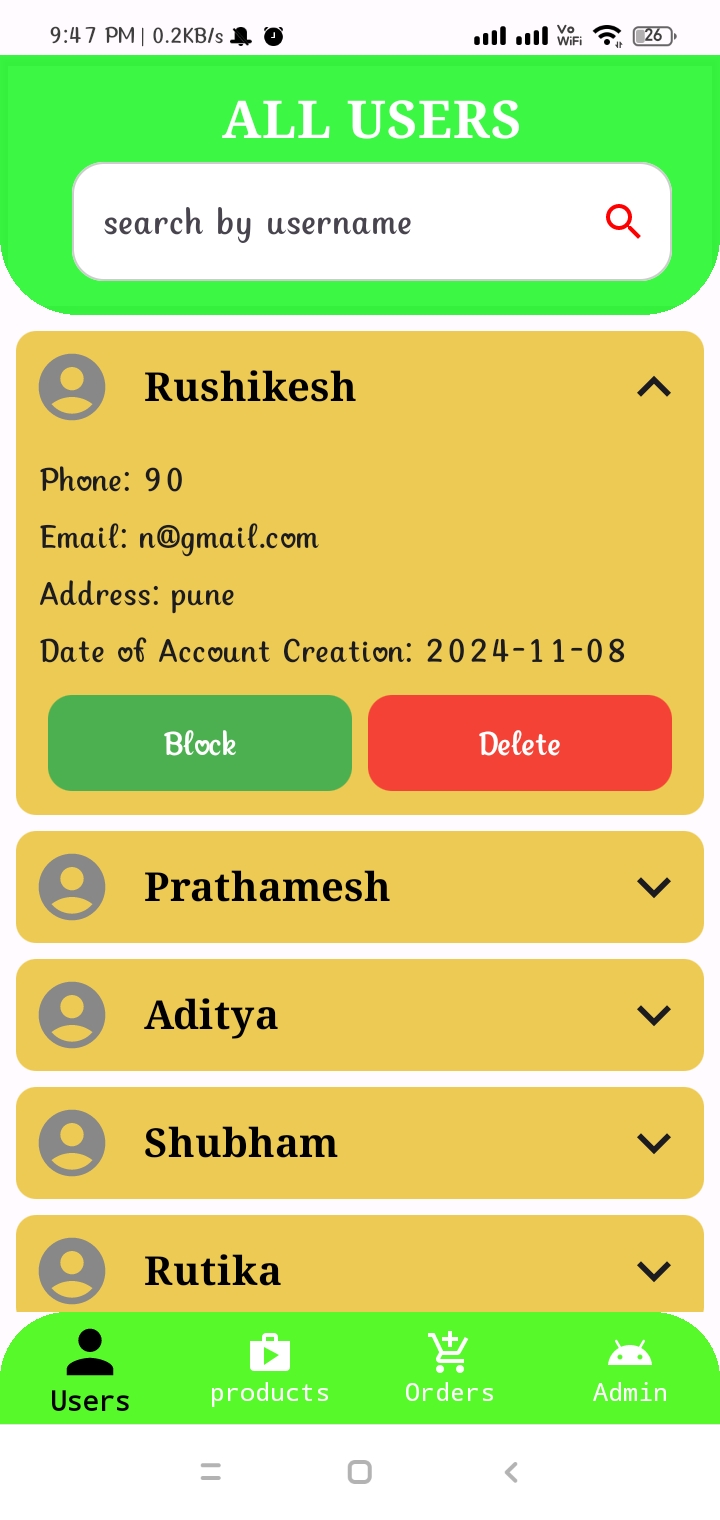 9:47 PM | 0.2KB/s Vo WiFi 26
ALL USERS
search by username
Rushikesh
Phone: 90
Email: n@gmail.com
Address: pune
Date of Account Creation: 2024-11-08
Block Delete
Prathamesh
Aditya
Shubham
Rutika
Users products Orders Admin